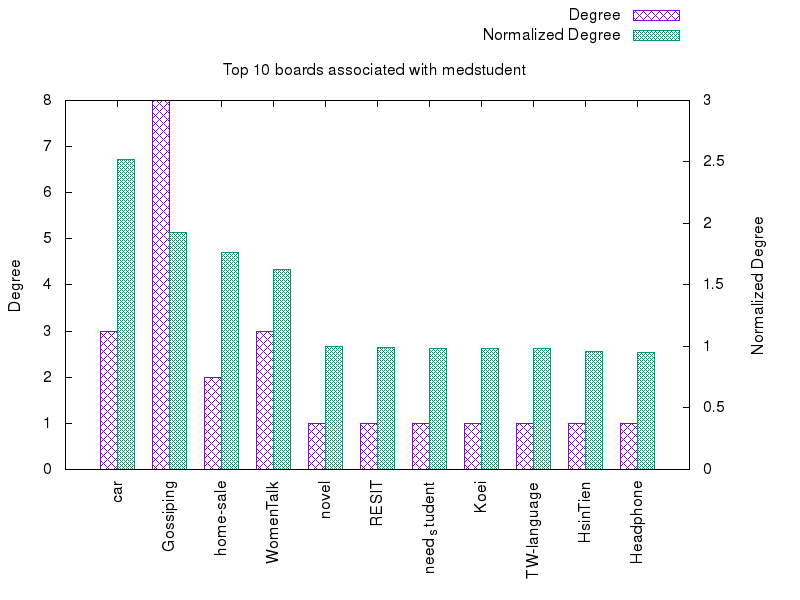 Degree
Normalized Degree
Top 10 boards associated with medstudent
8
7
6
5
4
3
2
1
0
3
2.5
2
1.5
1
0.5
0
Degree
Normalized Degree
car
Gossiping
home-sale
WomenTalk
novel
RESIT
need_student
Koei
TW-language
HsinTien
Headphone